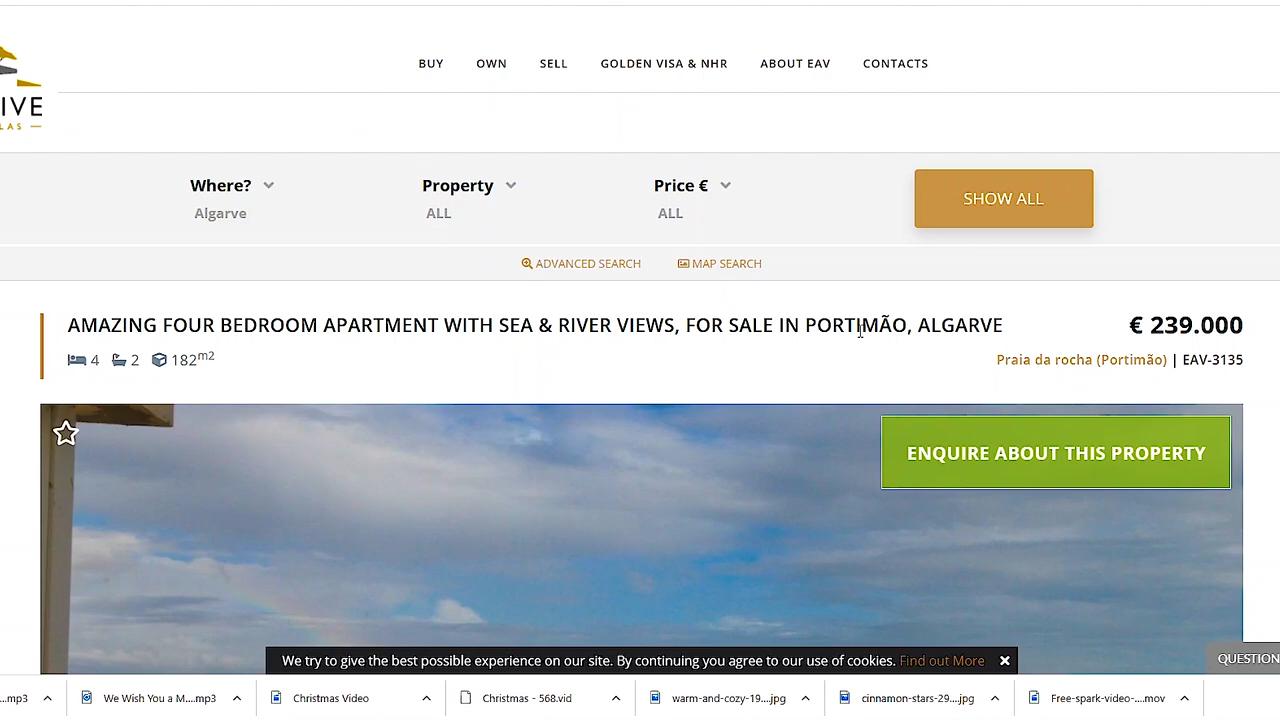 IVE
LAS
BUY OWN SELL GOLDEN VISA & NHR ABOUT EAV CONTACTS
Where? Property Price €
Algarve ALL ALL
SHOW ALL
ADVANCED SEARCH MAP SEARCH
AMAZING FOUR BEDROOM APARTMENT WITH SEA & RIVER VIEWS, FOR SALE IN PORTIMÃO, ALGARVE € 239.000
4 2 182m2 Praia da rocha (Portimão) | EAV-3135
ENQUIRE ABOUT THIS PROPERTY
We try to give the best possible experience on our site. By continuing you agree to our use of cookies. Find out More
QUESTION
...mp3 We Wish You a M....mp3 Christmas Video Christmas - 568.vid warm-and-cozy-19....jpg cinnamon-stars-29....jpg Free-spark-video-....mov